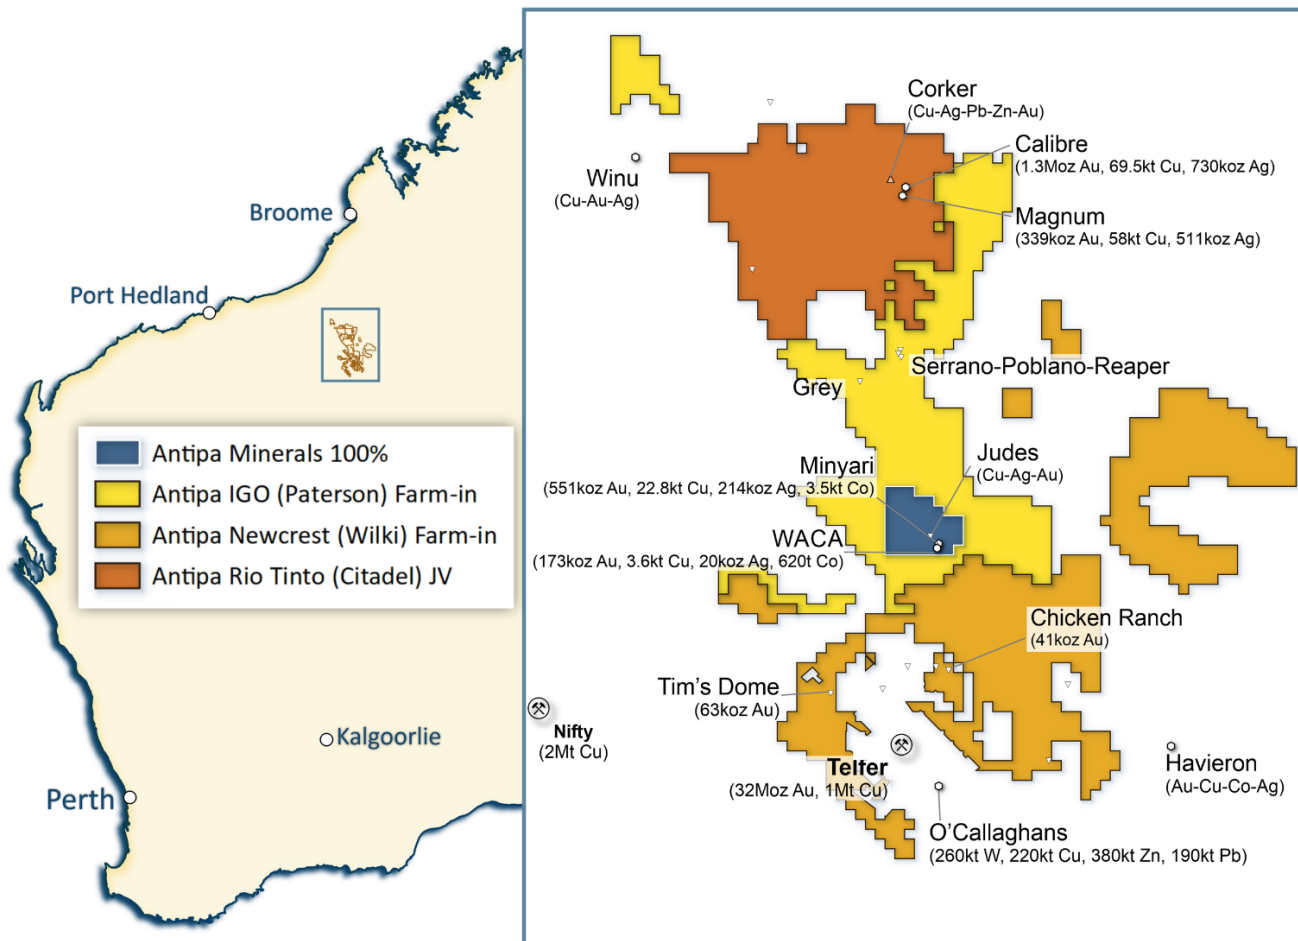 Broome
Port Hedland
Kalgoorlie
Perth
Antipa Minerals 100%
Antipa IGO (Paterson) Farm-in
Antipa Newcrest (Wilki) Farm-in
Antipa Rio Tinto (Citadel) JV
Corker
(Cu-Ag-Pb-Zn-Au)
Calibre
(1.3Moz Au, 69.5kt Cu, 730koz Ag)
Winu
(Cu-Au-Ag)
Magnum
(339koz Au, 58kt Cu, 511koz Ag)
Serrano-Poblano-Reaper
Grey
Judes
(Cu-Ag-Au)
Minyari
(551koz Au, 22.8kt Cu, 214koz Ag, 3.5kt Co)
WACA
(173koz Au, 3.6kt Cu, 20koz Ag, 620t Co)
Chicken Ranch
(41koz Au)
Tim's Dome
(63koz Au)
Nifty
(2Mt Cu)
Telfer
(32Moz Au, 1Mt Cu)
Havieron
(Au-Cu-Co-Ag)
O'Callaghans
(260kt W, 220kt Cu, 380kt Zn, 190kt Pb)